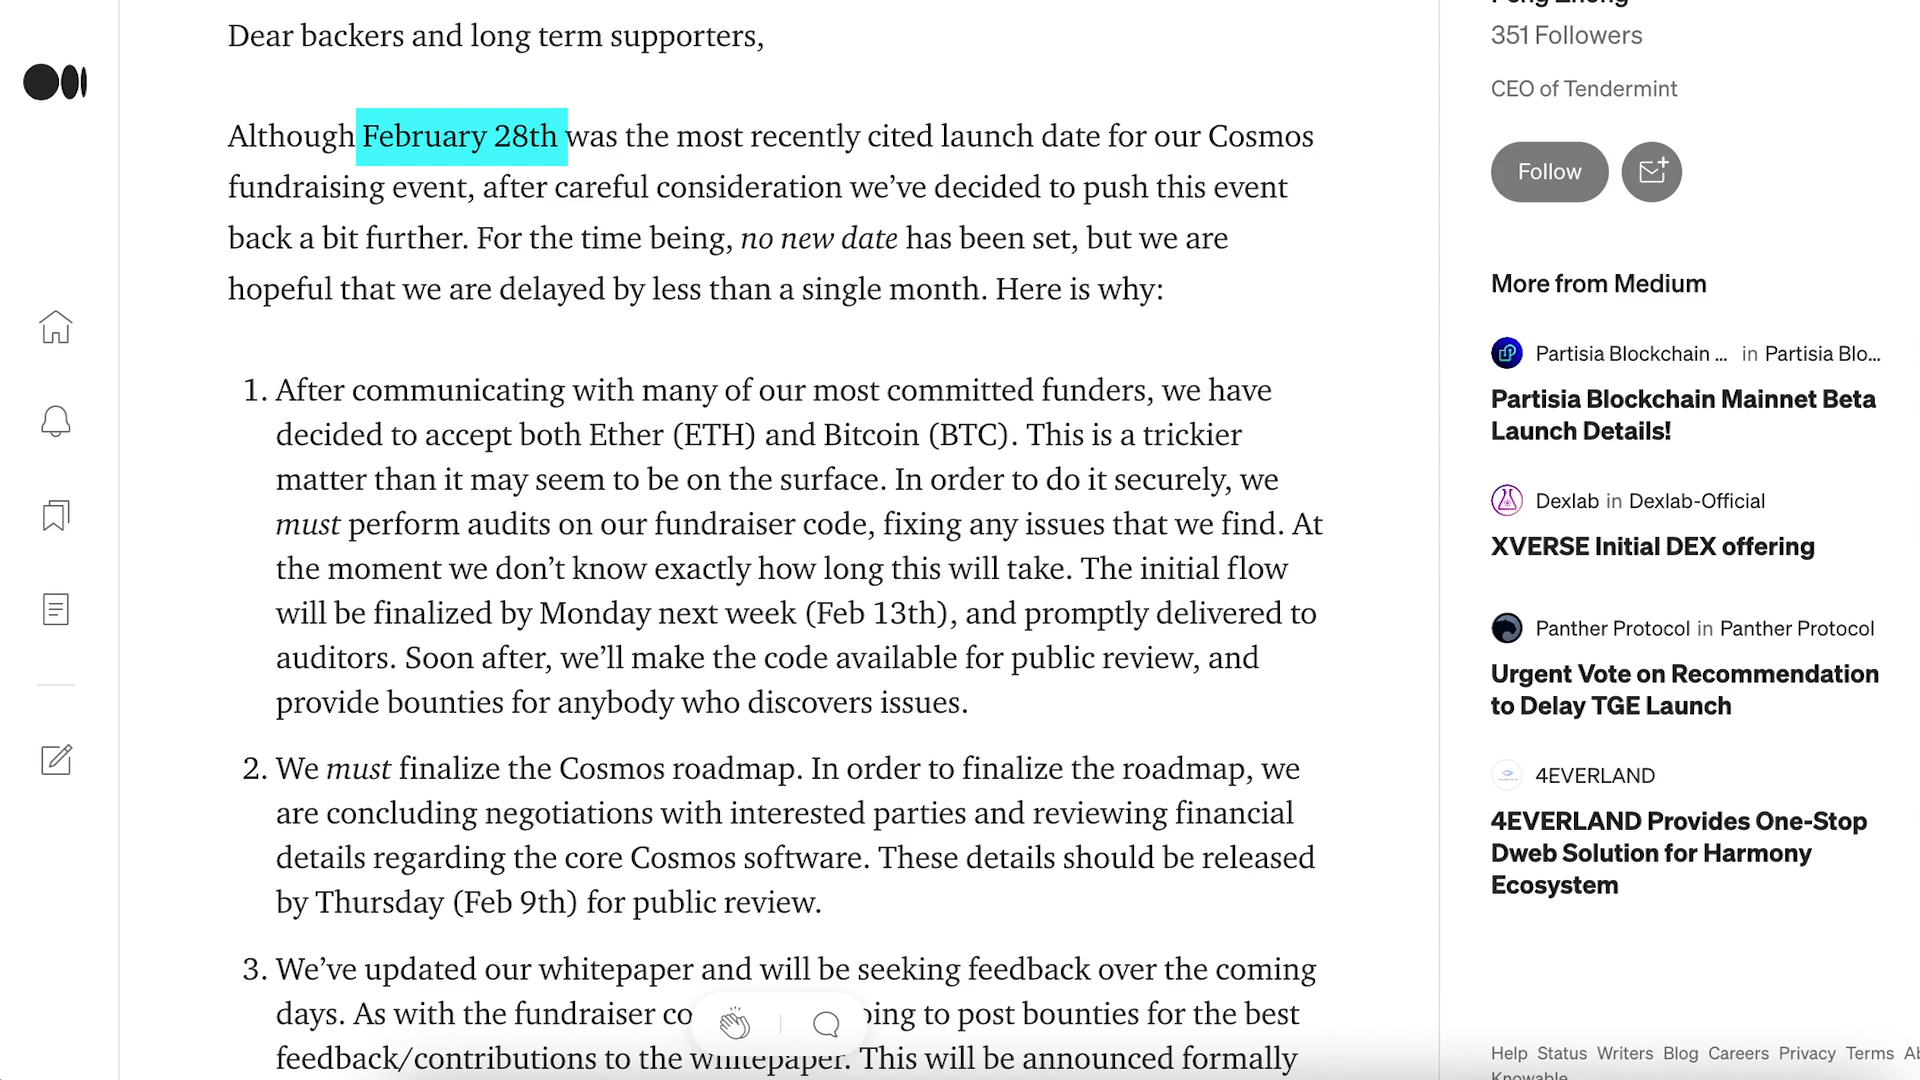 Dear backers and long term supporters,
Although February 28th was the most recently cited launch date for our Cosmos
fundraising event, after careful consideration we’ve decided to push this event
back a bit further. For the time being, no new date has been set, but we are
hopeful that we are delayed by less than a single month. Here is why:
1. After communicating with many of our most committed funders, we have
decided to accept both Ether (ETH) and Bitcoin (BTC). This is a trickier
matter than it may seem to be on the surface. In order to do it securely, we
must perform audits on our fundraiser code, fixing any issues that we find. At
the moment we don’t know exactly how long this will take. The initial flow
will be finalized by Monday next week (Feb 13th), and promptly delivered to
auditors. Soon after, we’ll make the code available for public review, and
provide bounties for anybody who discovers issues.
2. We must finalize the Cosmos roadmap. In order to finalize the roadmap, we
are concluding negotiations with interested parties and reviewing financial
details regarding the core Cosmos software. These details should be released
by Thursday (Feb 9th) for public review.
3. We’ve updated our whitepaper and will be seeking feedback over the coming
days. As with the fundraiser to post bounties for the best
feedback/contributions to the whitepaper. This will be announced formally
351 Followers
CEO of Tendermint
Follow
More from Medium
Partisia Blockchain ... in Partisia Blo...
Partisia Blockchain Mainnet Beta
Launch Details!
Dexlab in Dexlab-Official
XVERSE Initial DEX offering
Panther Protocol in Panther Protocol
Urgent Vote on Recommendation
to Delay TGE Launch
4EVERLAND
4EVERLAND Provides One-Stop
Dweb Solution for Harmony
Ecosystem
Help Status Writers Blog Careers Privacy Terms
Knowable